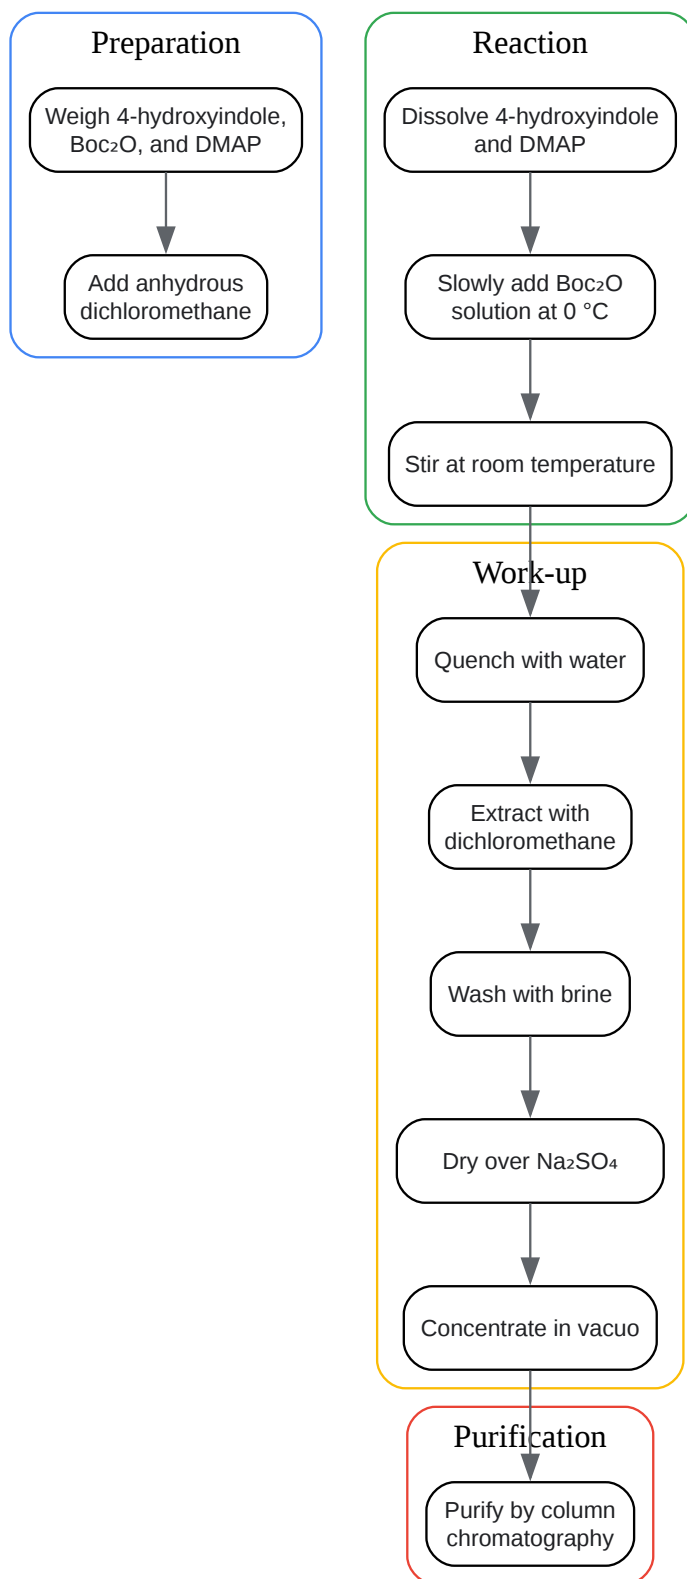 Preparation
Weigh 4-hydroxyindole,
Boc₂O, and DMAP
Add anhydrous
dichloromethane
Reaction
Dissolve 4-hydroxyindole
and DMAP
Slowly add Boc₂O
solution at 0 °C
Stir at room temperature
Work-up
Quench with water
Extract with
dichloromethane
Wash with brine
Dry over Na₂SO₄
Concentrate in vacuo
Purification
Purify by column
chromatography